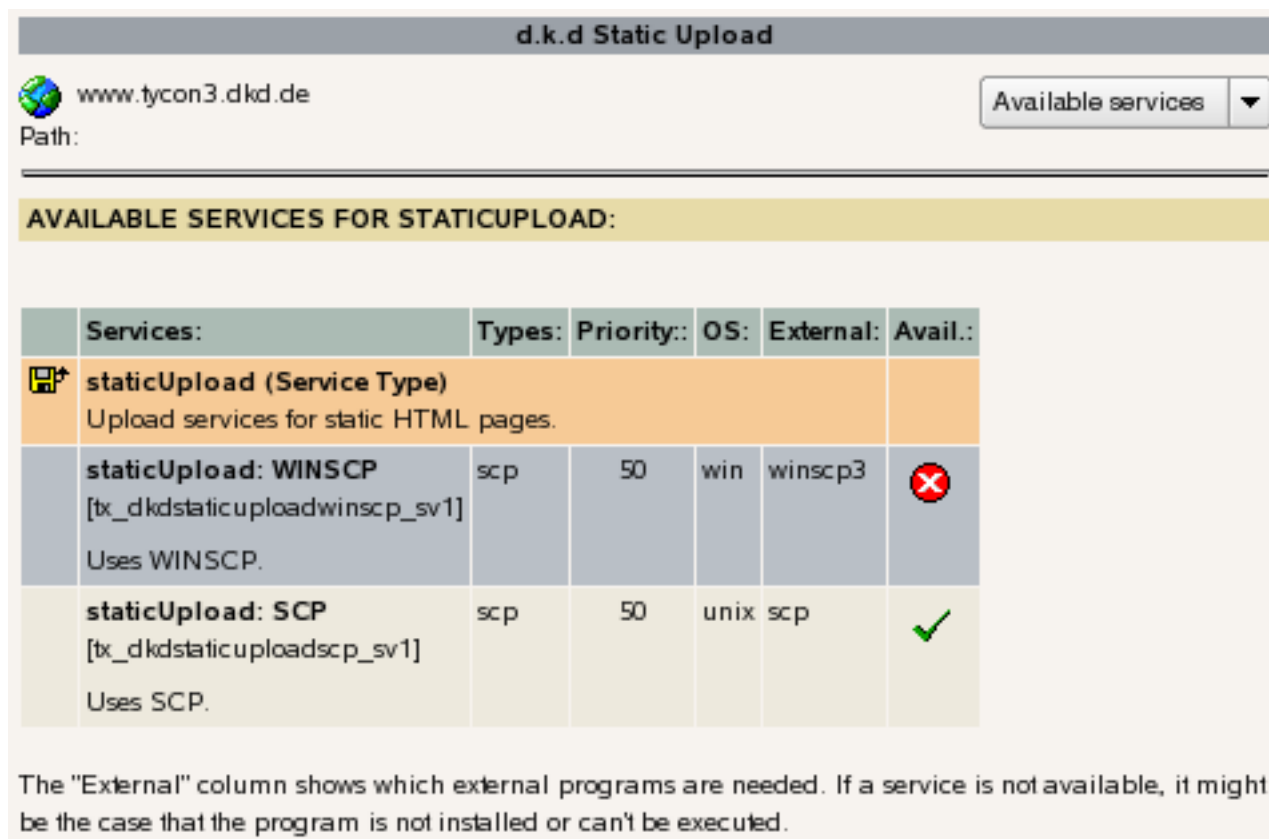 d.k.d Static Upload
www.tycon3.dkd.de
Available services
Path:
AVAILABLE SERVICES FOR STATICUPLOAD:
Services: Types: Priority:: OS: External: Avail.:
staticUpload (Service Type)
Upload services for static HTML pages.
staticUpload: WINSCP scp 50 win winscp3
[tx_dkdstaticuploadwinscp_sv1]
Uses WINSCP.
staticUpload: SCP scp 50 unix scp
[tx_dkdstaticuploadscp_sv1]
Uses SCP.
The "External" column shows which external programs are needed. If a service is not available, it might
be the case that the program is not installed or can't be executed.